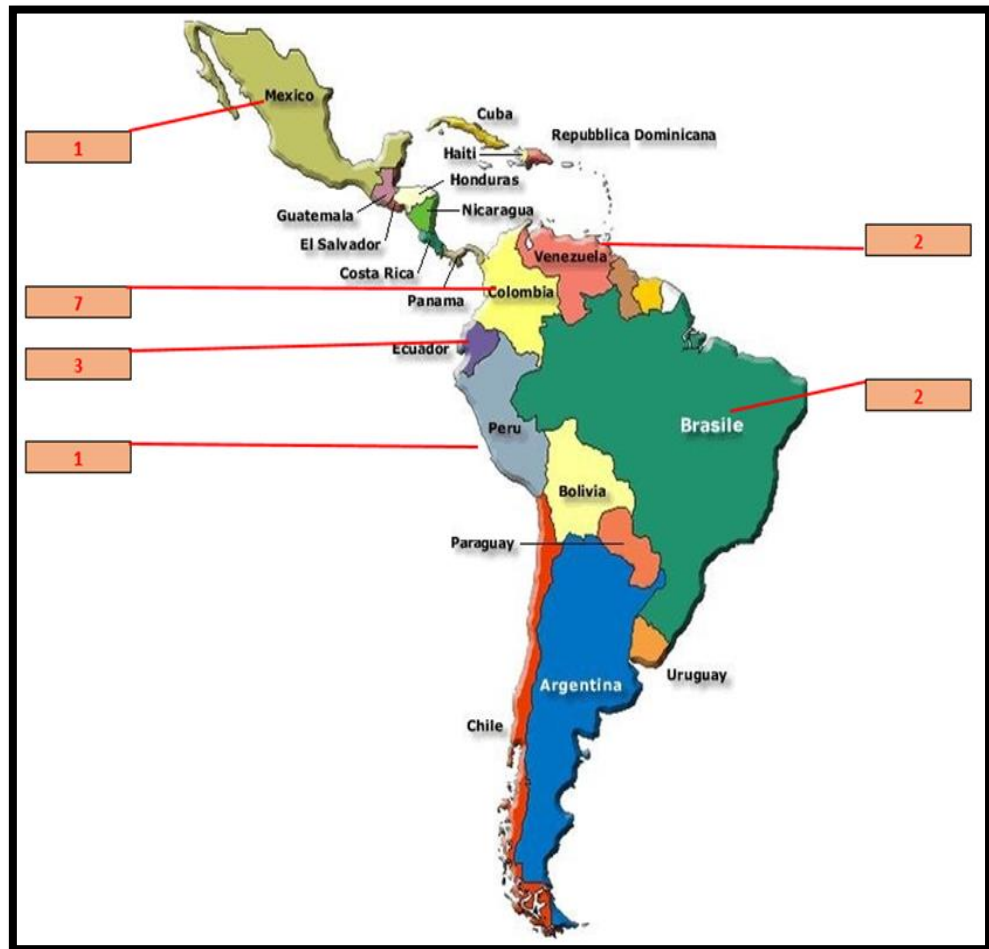 Mexico
1
Cuba
Repubblica Dominicana
Haiti
Honduras
Guatemala
Nicaragua
El Salvador
2
Venezuela
Costa Rica
7
Panama
Colombia
3
Ecuador
2
Brasile
1
Peru
Bolivia
Paraguay
Uruguay
Argentina
Chile